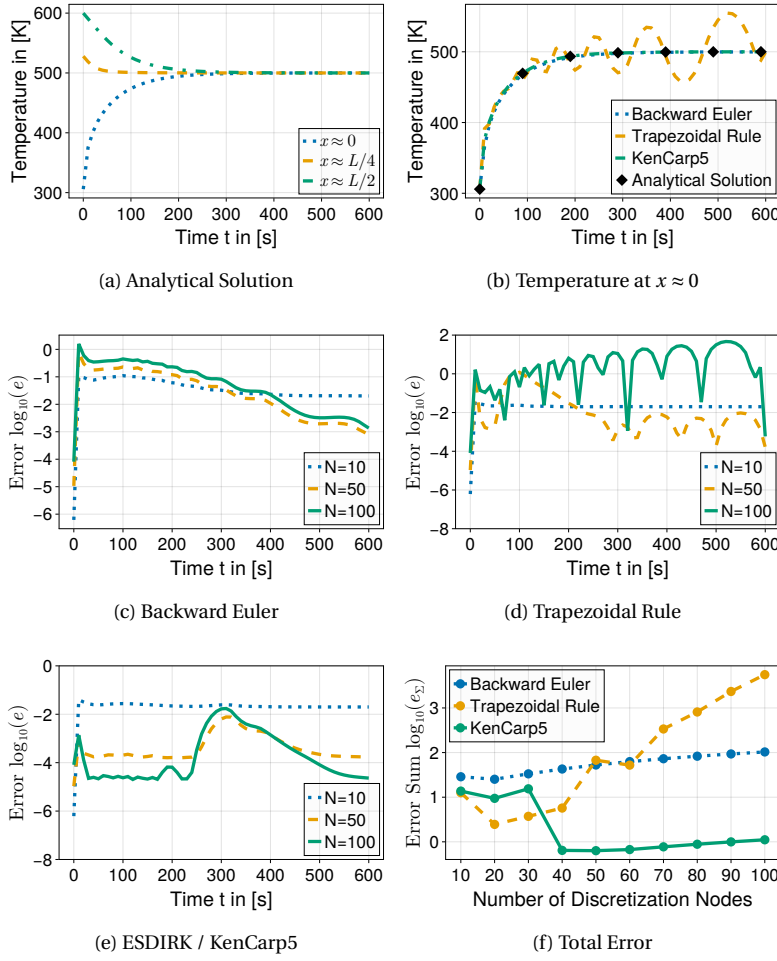 Temperature in [K]
600
500
400
300
x ≈ 0
x ≈ L/4
x ≈ L/2
0 100 200 300 400 500 600
Time t in [s]
(a) Analytical Solution
Temperature in [K]
500
400
300
Backward Euler
Trapezoidal Rule
KenCarp5
Analytical Solution
0 100 200 300 400 500 600
Time t in [s]
(b) Temperature at x ≈ 0
Error log₁₀(e)
0
−1
−2
−3
−4
−5
−6
N=10
N=50
N=100
0 100 200 300 400 500 600
Time t in [s]
(c) Backward Euler
Error log₁₀(e)
2
0
−2
−4
−6
−8
N=10
N=50
N=100
0 100 200 300 400 500 600
Time t in [s]
(d) Trapezoidal Rule
Error log₁₀(e)
0
−2
−4
−6
−8
N=10
N=50
N=100
0 100 200 300 400 500 600
Time t in [s]
(e) ESDIRK / KenCarp5
Error Sum log₁₀(e_Σ)
3
2
1
0
Backward Euler
Trapezoidal Rule
KenCarp5
10 20 30 40 50 60 70 80 90 100
Number of Discretization Nodes
(f) Total Error